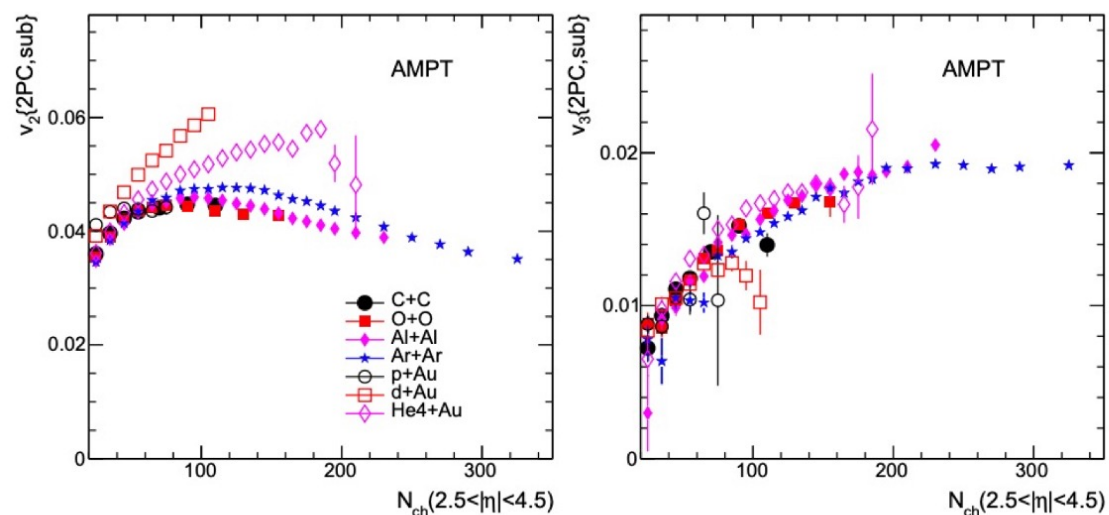 v2{2PC,sub}
AMPT
0.06
0.04
0.02
0
C+C
O+O
Al+Al
Ar+Ar
p+Au
d+Au
He4+Au
100 200 300
Nch(2.5<|η|<4.5)
v3{2PC,sub}
AMPT
0.02
0.01
0
100 200 300
Nch(2.5<|η|<4.5)